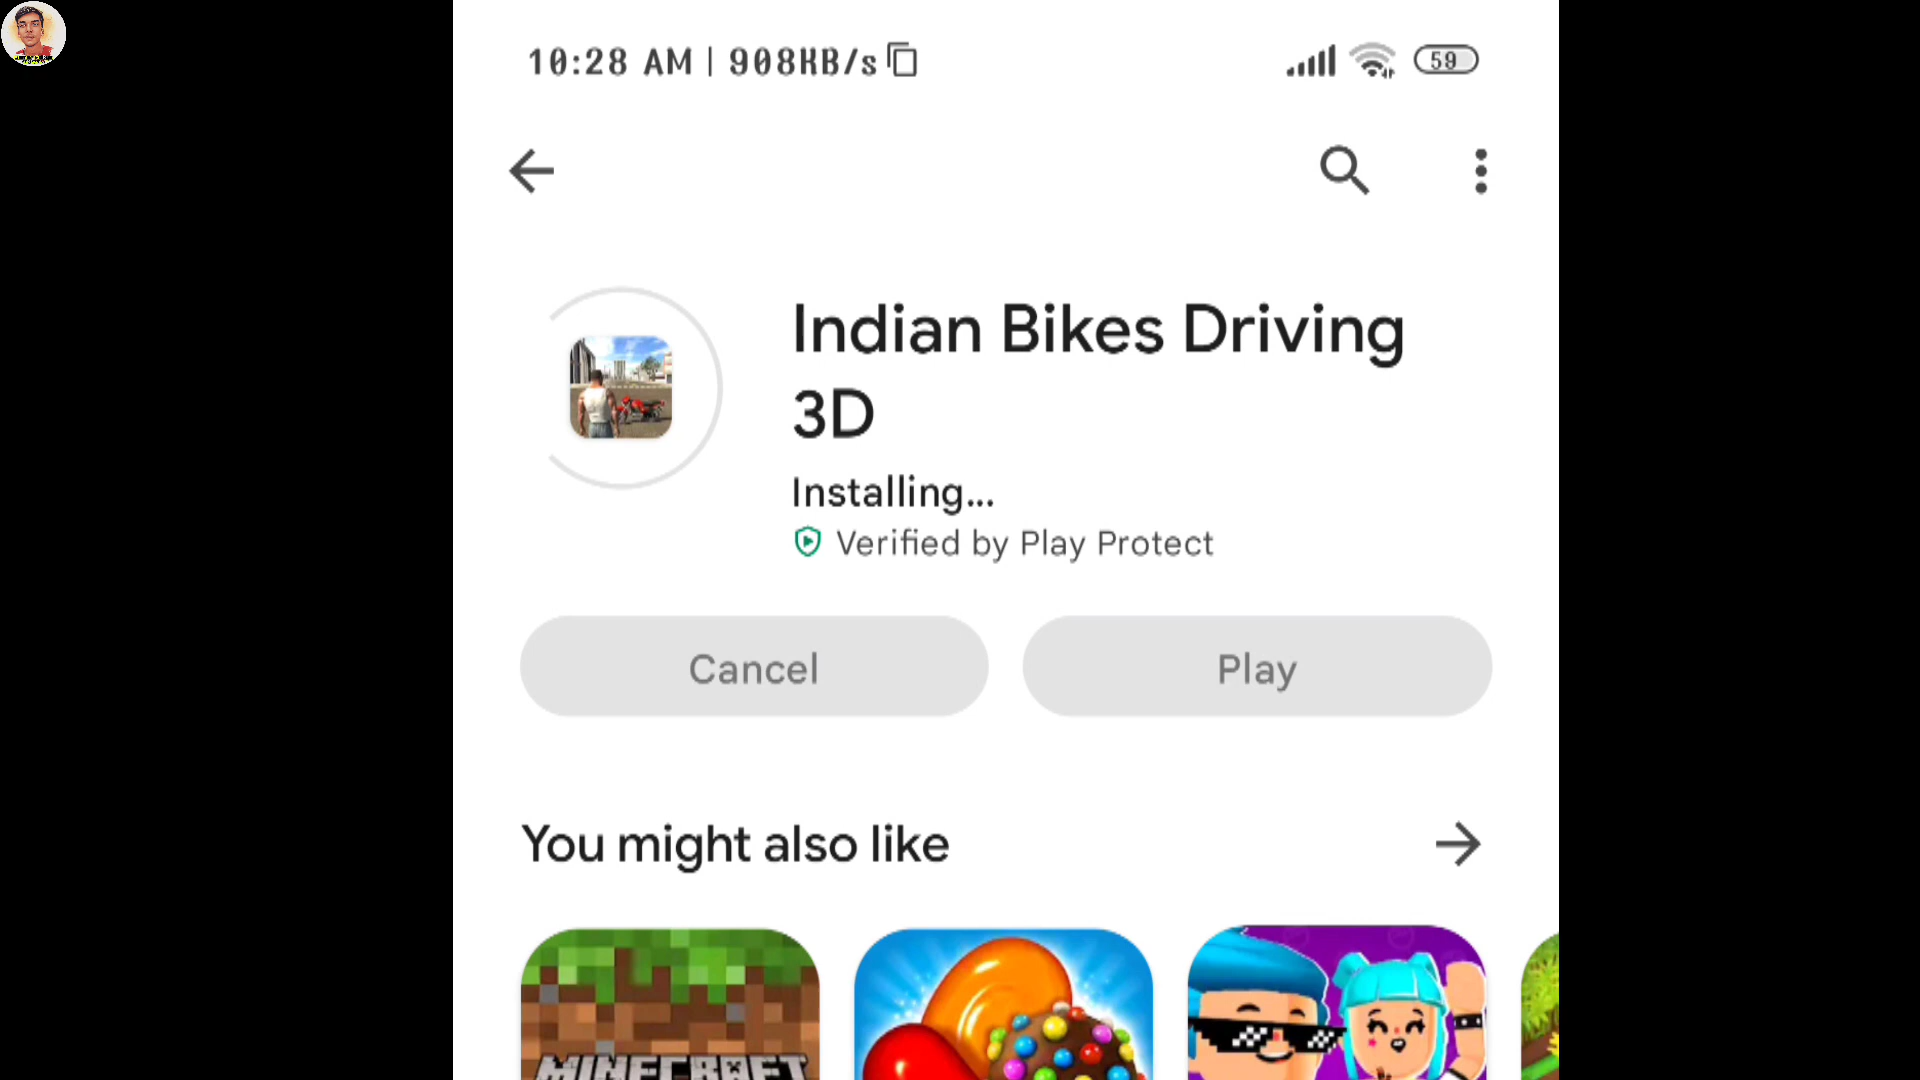 10:28 AM | 908KB/s
59
Indian Bikes Driving
3D
Installing...
Verified by Play Protect
Cancel
Play
You might also like
MINECRAFT